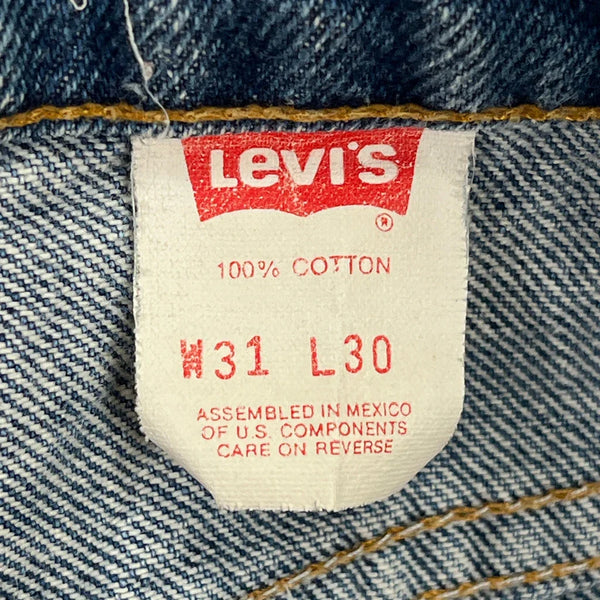 LEVI'S
®
100% COTTON
W31 L30
ASSEMBLED IN MEXICO
OF U.S. COMPONENTS
CARE ON REVERSE